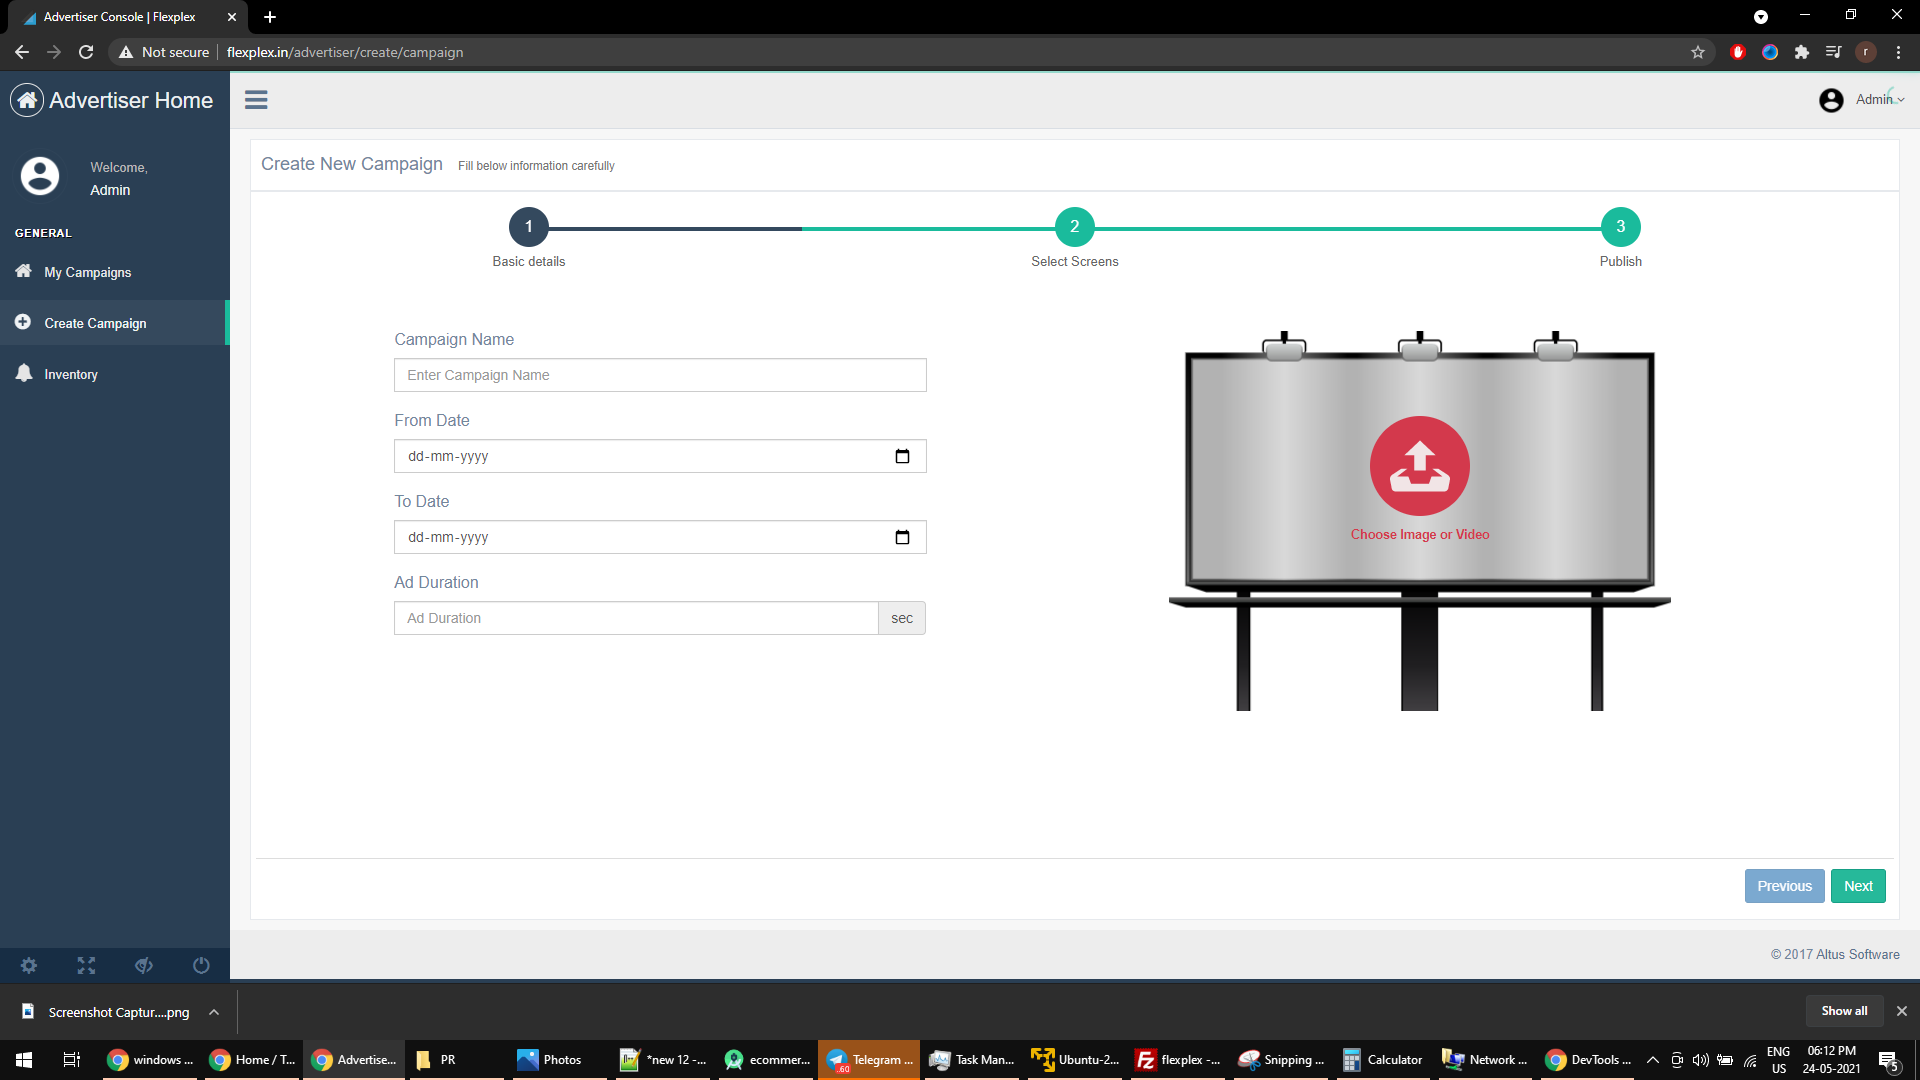 Advertiser Console | Flexplex
Not secure
flexplex.in/advertiser/create/campaign
r
Advertiser Home
Admin
Welcome,
Admin
GENERAL
My Campaigns
Create Campaign
Inventory
Create New Campaign Fill below information carefully
1 2 3
Basic details Select Screens Publish
Campaign Name
Enter Campaign Name
From Date
dd-mm-yyyy
To Date
dd-mm-yyyy
Ad Duration
Ad Duration sec
Choose Image or Video
Previous Next
© 2017 Altus Software
Screenshot Captur....png
Show all
windows ... Home / T... Advertise... PR Photos *new 12 -... ecommer... Telegram ... Task Man... Ubuntu-2... flexplex -... Snipping ... Calculator Network ... DevTools ...
.60
ENG
US
06:12 PM
24-05-2021
5